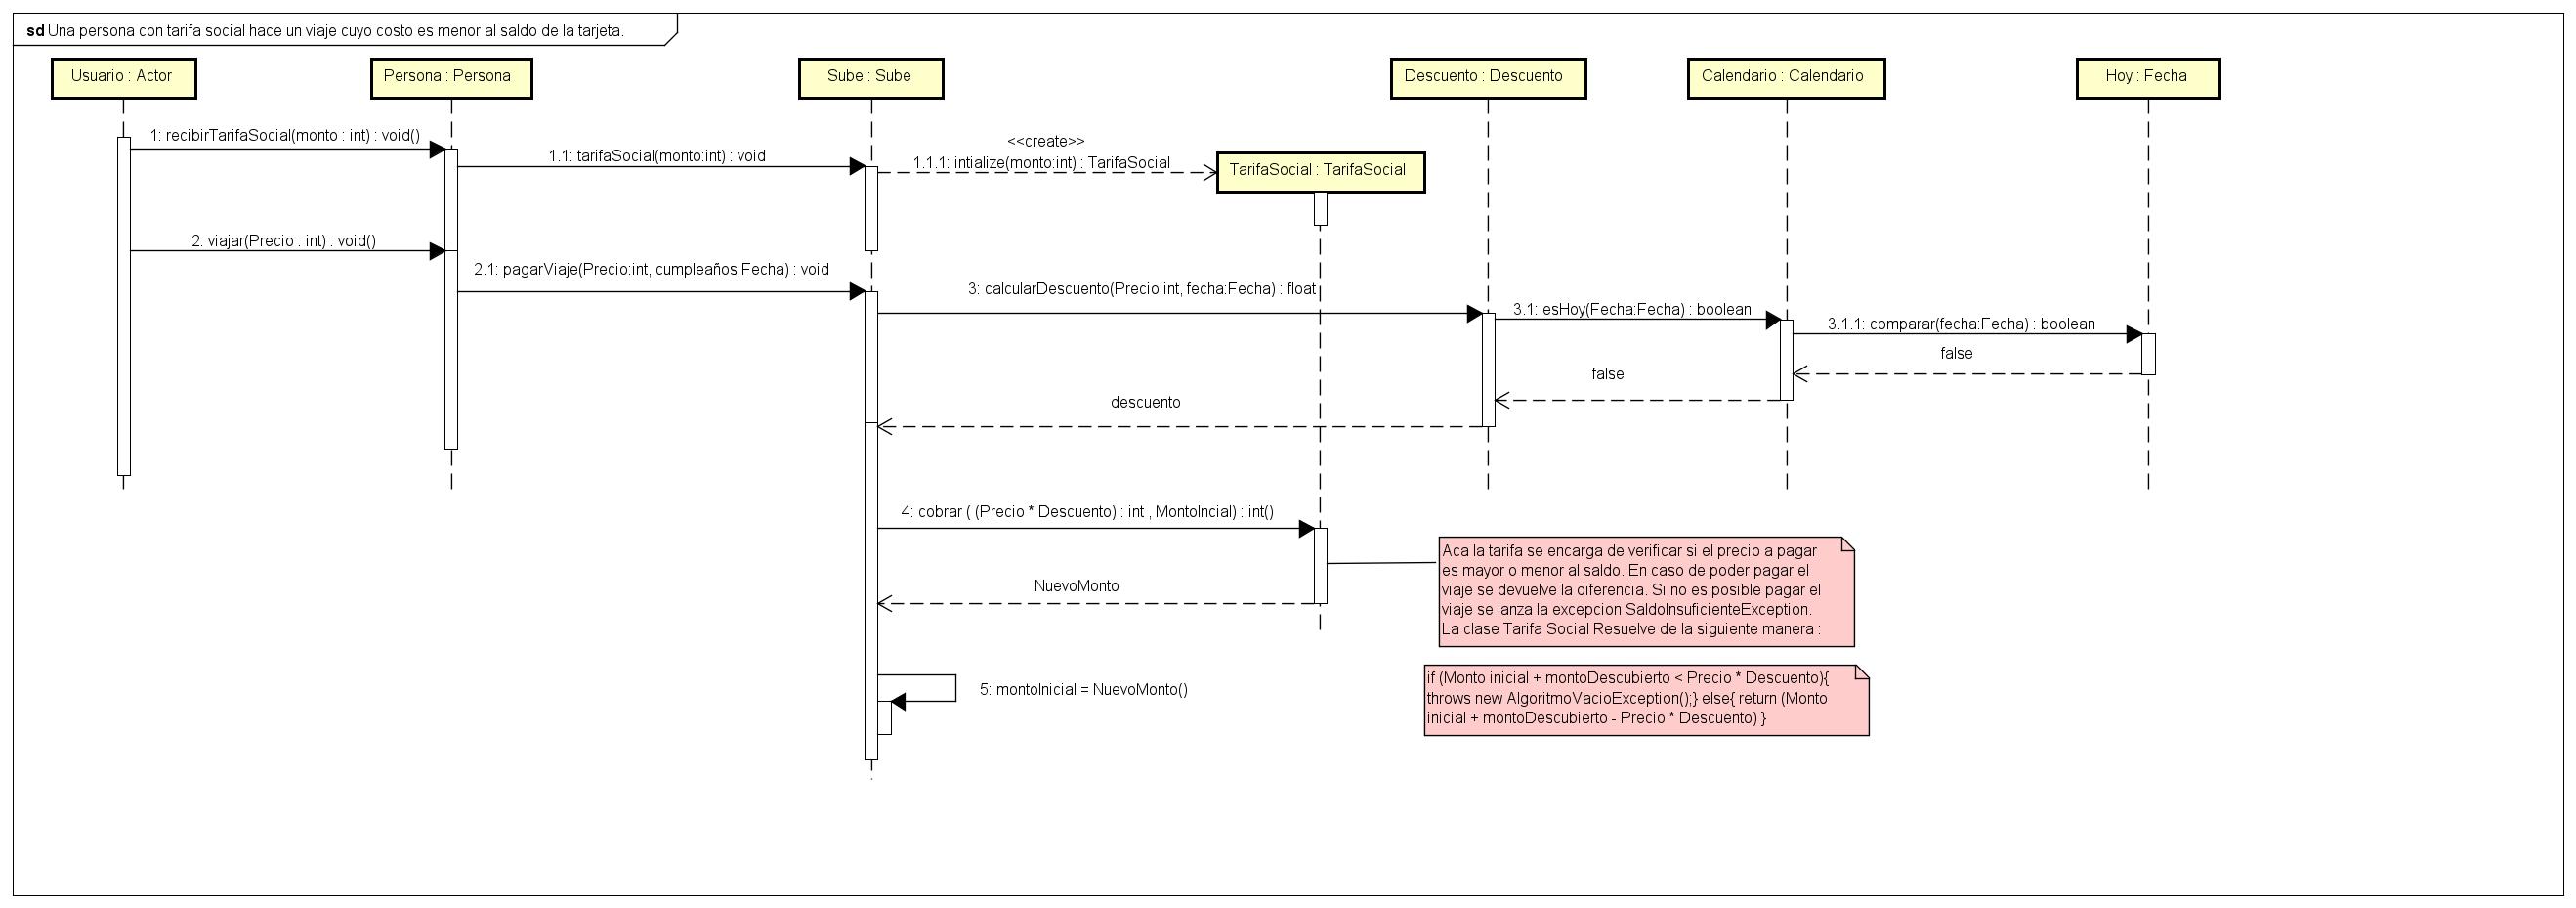 sd Una persona con tarifa social hace un viaje cuyo costo es menor al saldo de la tarjeta.
Usuario : Actor
Persona : Persona
Sube : Sube
Descuento : Descuento
Calendario : Calendario
Hoy : Fecha
1: recibirTarifaSocial(monto : int) : void()
1.1: tarifaSocial(monto:int) : void
<<create>>
1.1.1: intialize(monto:int) : TarifaSocial
TarifaSocial : TarifaSocial
2: viajar(Precio : int) : void()
2.1: pagarViaje(Precio:int, cumpleaños:Fecha) : void
3: calcularDescuento(Precio:int, fecha:Fecha) : float
3.1: esHoy(Fecha:Fecha) : boolean
3.1.1: comparar(fecha:Fecha) : boolean
false
false
descuento
4: cobrar ( (Precio * Descuento) : int , MontoIncial) : int()
Aca la tarifa se encarga de verificar si el precio a pagar
es mayor o menor al saldo. En caso de poder pagar el
viaje se devuelve la diferencia. Si no es posible pagar el
viaje se lanza la excepcion SaldoInsuficienteException.
La clase Tarifa Social Resuelve de la siguiente manera :
NuevoMonto
5: montoInicial = NuevoMonto()
if (Monto inicial + montoDescubierto < Precio * Descuento){
throws new AlgoritmoVacioException();} else{ return (Monto
inicial + montoDescubierto - Precio * Descuento) }